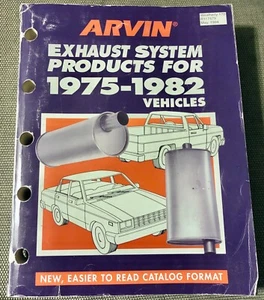 ARVIN®
EXHAUST SYSTEM
PRODUCTS FOR
1975-1982
VEHICLES
NEW, EASIER TO READ CATALOG FORMAT